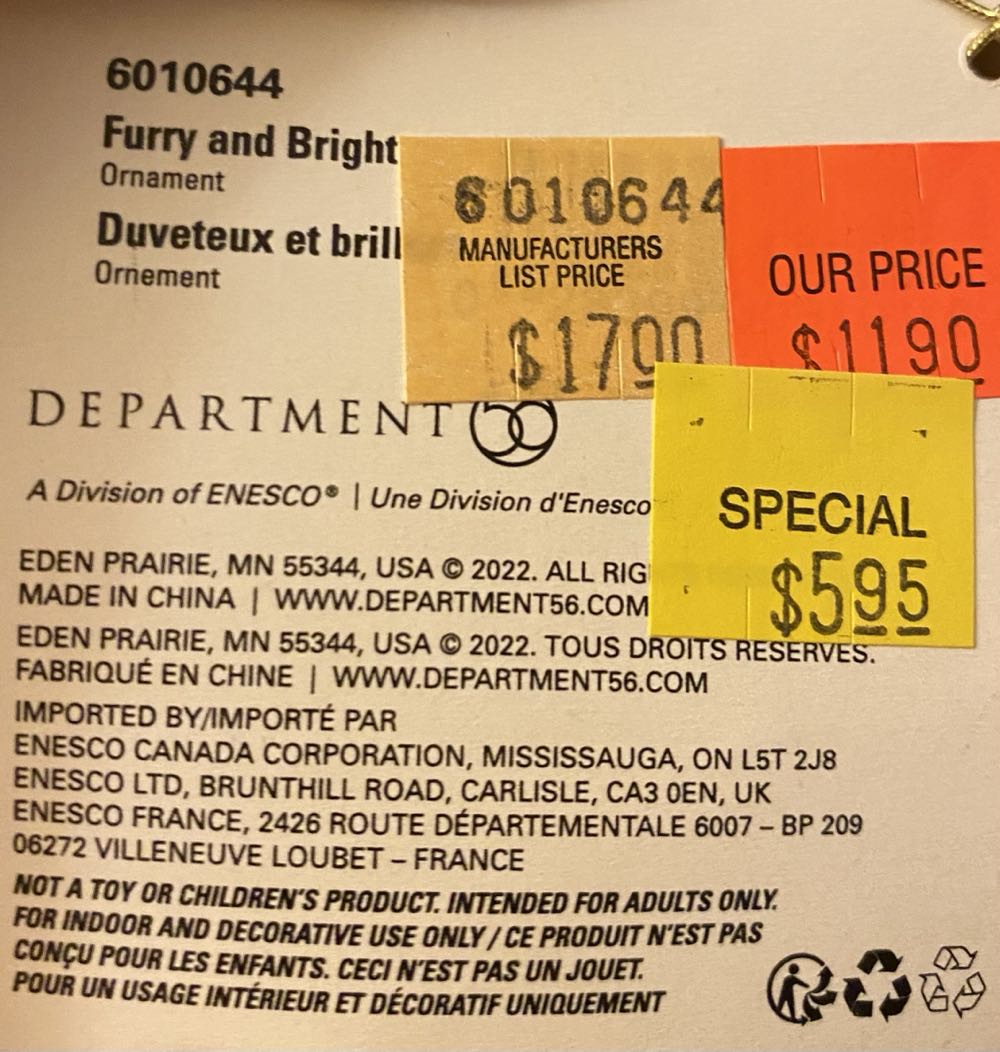 6010644
Furry and Bright
Ornament
Duveteux et brill
Ornement
6010644
MANUFACTURERS
LIST PRICE
$1700
OUR PRICE
$1190
SPECIAL
$595
DEPARTMENT 56
A Division of ENESCO® | Une Division d'Enesco
EDEN PRAIRIE, MN 55344, USA © 2022. ALL RIG
MADE IN CHINA | WWW.DEPARTMENT56.COM
EDEN PRAIRIE, MN 55344, USA © 2022. TOUS DROITS RESERVES.
FABRIQUÉ EN CHINE | WWW.DEPARTMENT56.COM
IMPORTED BY/IMPORTÉ PAR
ENESCO CANADA CORPORATION, MISSISSAUGA, ON L5T 2J8
ENESCO LTD, BRUNTHILL ROAD, CARLISLE, CA3 0EN, UK
ENESCO FRANCE, 2426 ROUTE DÉPARTEMENTALE 6007 – BP 209
06272 VILLENEUVE LOUBET – FRANCE
NOT A TOY OR CHILDREN'S PRODUCT. INTENDED FOR ADULTS ONLY.
FOR INDOOR AND DECORATIVE USE ONLY / CE PRODUIT N'EST PAS
CONÇU POUR LES ENFANTS. CECI N'EST PAS UN JOUET.
POUR UN USAGE INTÉRIEUR ET DÉCORATIF UNIQUEMENT